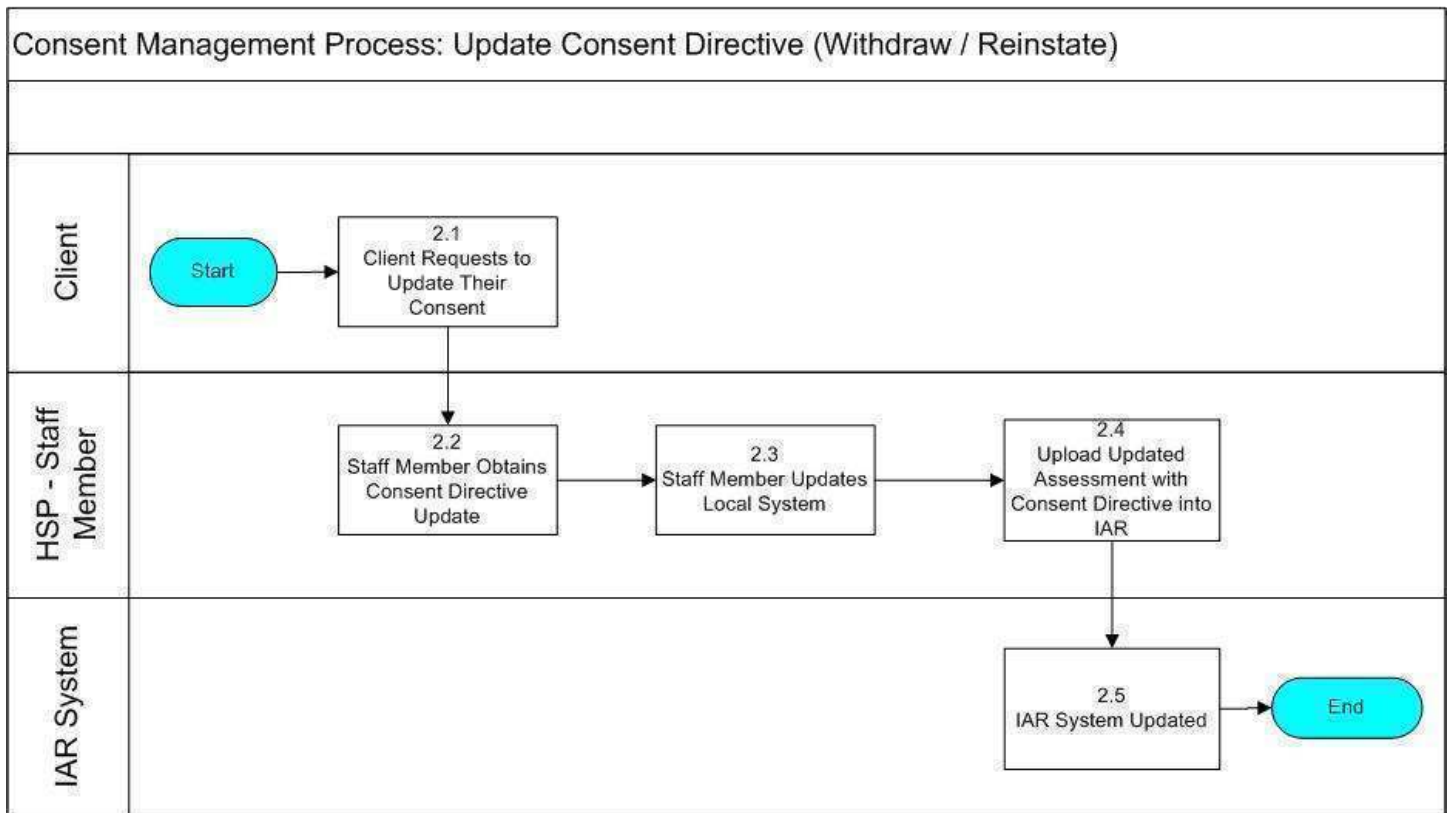 Consent Management Process: Update Consent Directive (Withdraw / Reinstate)
Client
Start
2.1
Client Requests to
Update Their
Consent
HSP - Staff
Member
2.2
Staff Member Obtains
Consent Directive
Update
2.3
Staff Member Updates
Local System
2.4
Upload Updated
Assessment with
Consent Directive into
IAR
IAR System
2.5
IAR System Updated
End